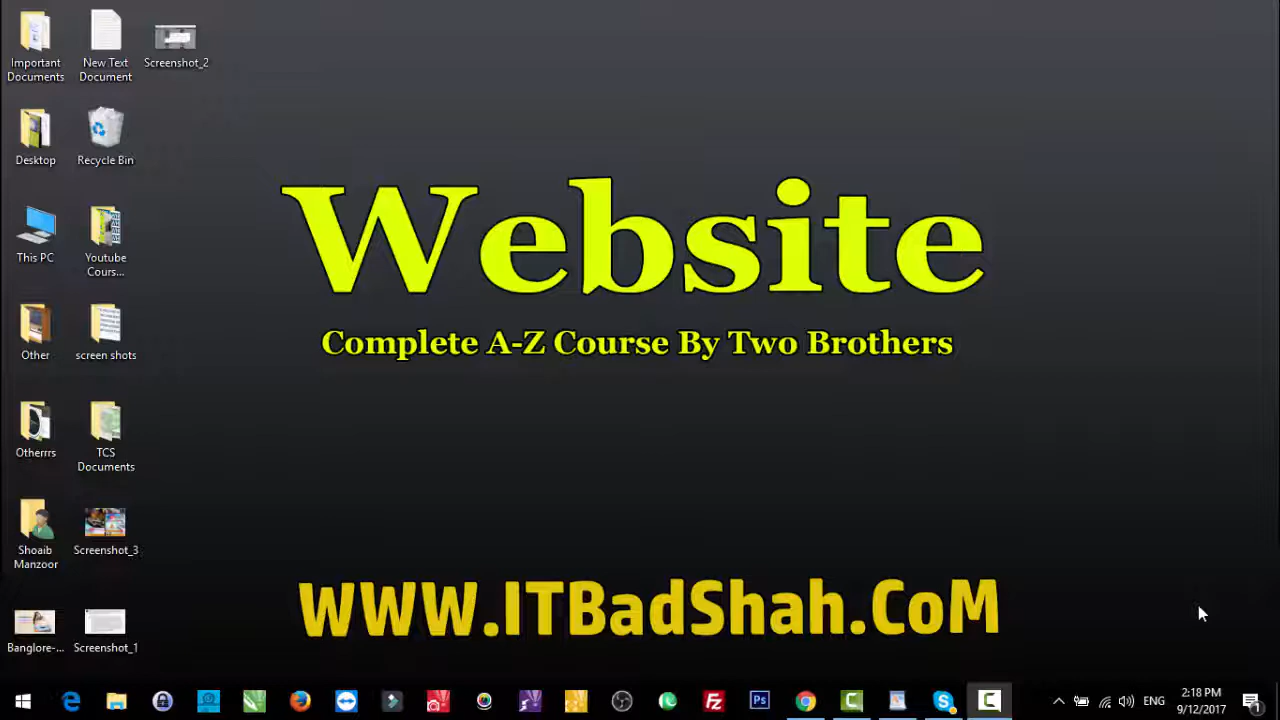 Important
Documents
New Text
Document
Screenshot_2
Desktop
Recycle Bin
This PC
Youtube
Cours...
Other
screen shots
Otherrrs
TCS
Documents
Shoaib
Manzoor
Screenshot_3
Banglore-...
Screenshot_1
Website
Complete A-Z Course By Two Brothers
WWW.ITBadShah.CoM
Ps
ENG
2:18 PM
9/12/2017
1